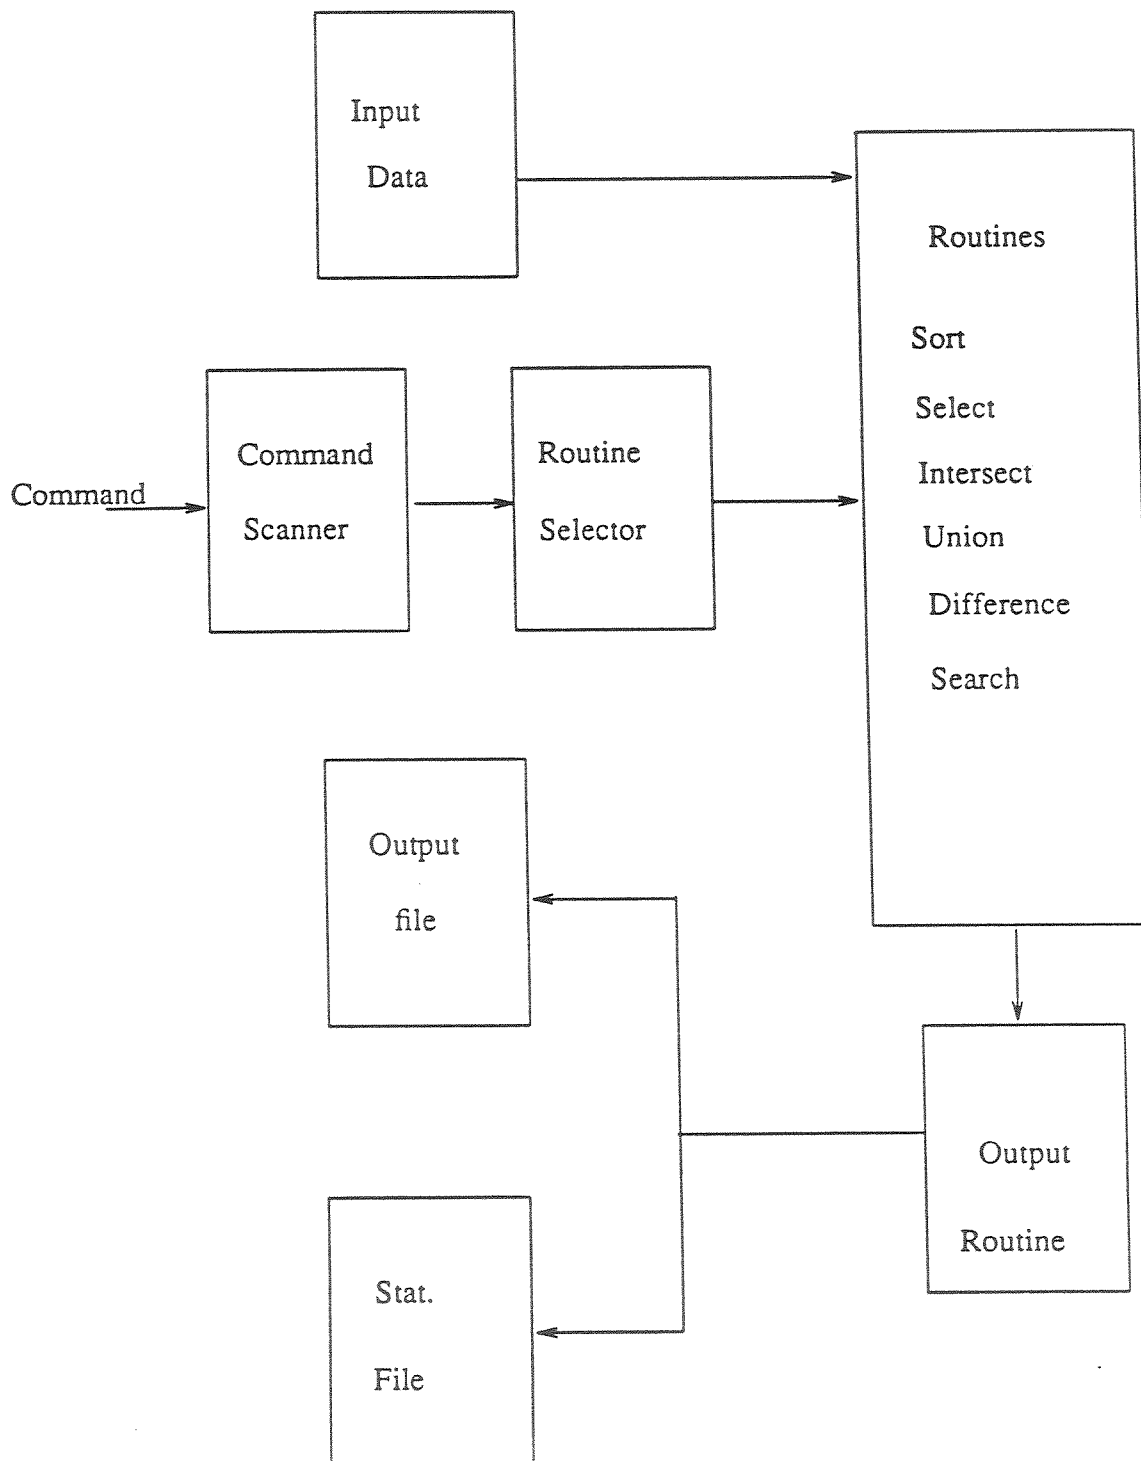 Input
Data
Routines
Sort
Select
Intersect
Union
Difference
Search
Command
Command
Scanner
Routine
Selector
Output
file
Output
Routine
Stat.
File